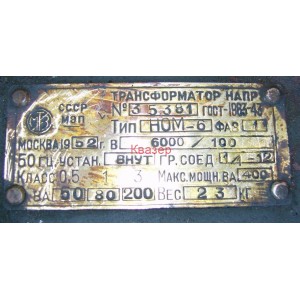 ТРАНСФОРМАТОР НАПР
СССР
МЭП
№ 35391 ГОСТ-1983-43
ТИП НОМ-6 ФАЗ 1
МОСКВА 1952 г. В 6000/100
Квазер
50 ГЦ. УСТАН. ВНУТ ГР. СОЕД 1/1-12
КЛАСС 0,5 1 3 МАКС. МОЩН. ВА 400
ВА 50 80 200 ВЕС 23 КГ